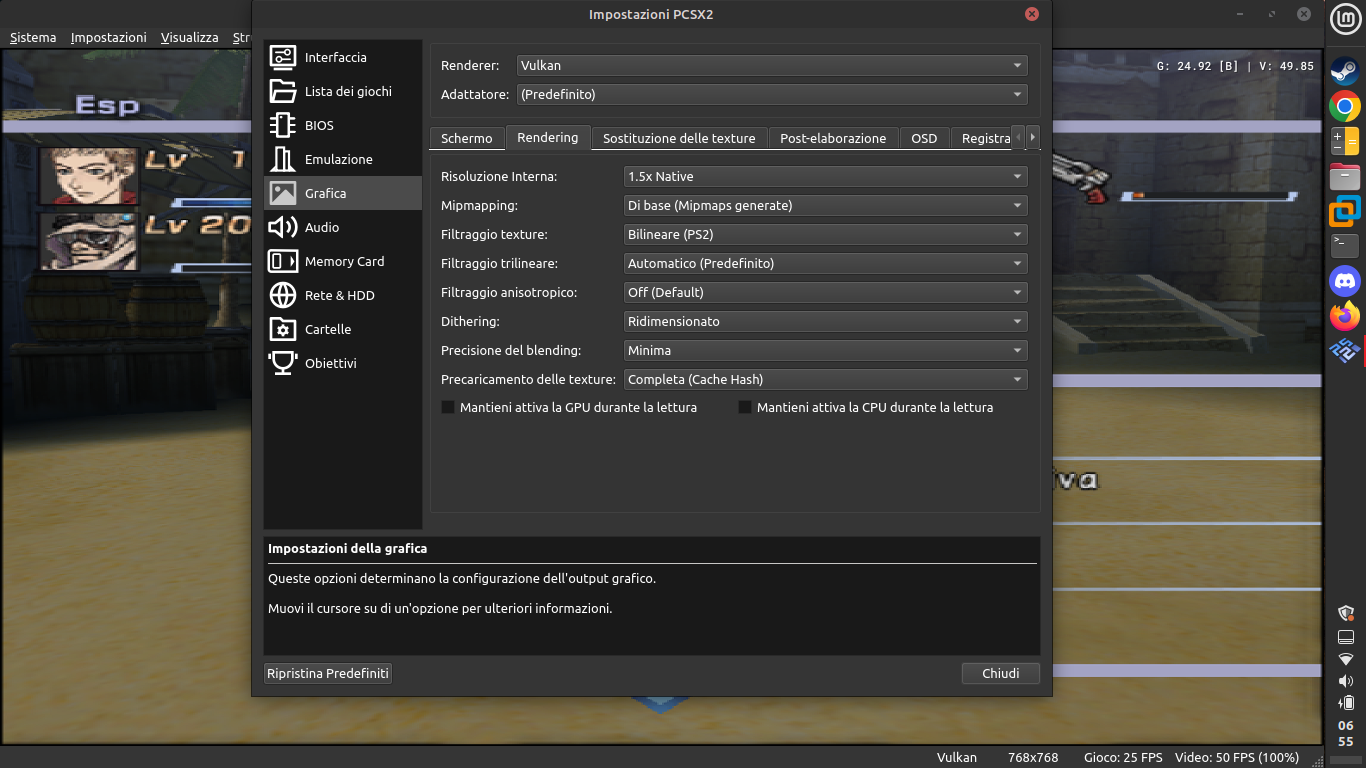 Impostazioni PCSX2
Sistema Impostazioni Visualizza Str
G: 24.92 [B] | V: 49.85
Esp
Lv 1
Lv 20
iva
Interfaccia
Lista dei giochi
BIOS
Emulazione
Grafica
Audio
Memory Card
Rete & HDD
Cartelle
Obiettivi
Renderer: Vulkan
Adattatore: (Predefinito)
Schermo Rendering Sostituzione delle texture Post-elaborazione OSD Registra
Risoluzione Interna: 1.5x Native
Mipmapping: Di base (Mipmaps generate)
Filtraggio texture: Bilineare (PS2)
Filtraggio trilineare: Automatico (Predefinito)
Filtraggio anisotropico: Off (Default)
Dithering: Ridimensionato
Precisione del blending: Minima
Precaricamento delle texture: Completa (Cache Hash)
Mantieni attiva la GPU durante la lettura Mantieni attiva la CPU durante la lettura
Impostazioni della grafica
Queste opzioni determinano la configurazione dell'output grafico.
Muovi il cursore su di un'opzione per ulteriori informazioni.
Ripristina Predefiniti Chiudi
Vulkan 768x768 Gioco: 25 FPS Video: 50 FPS (100%)
06
55